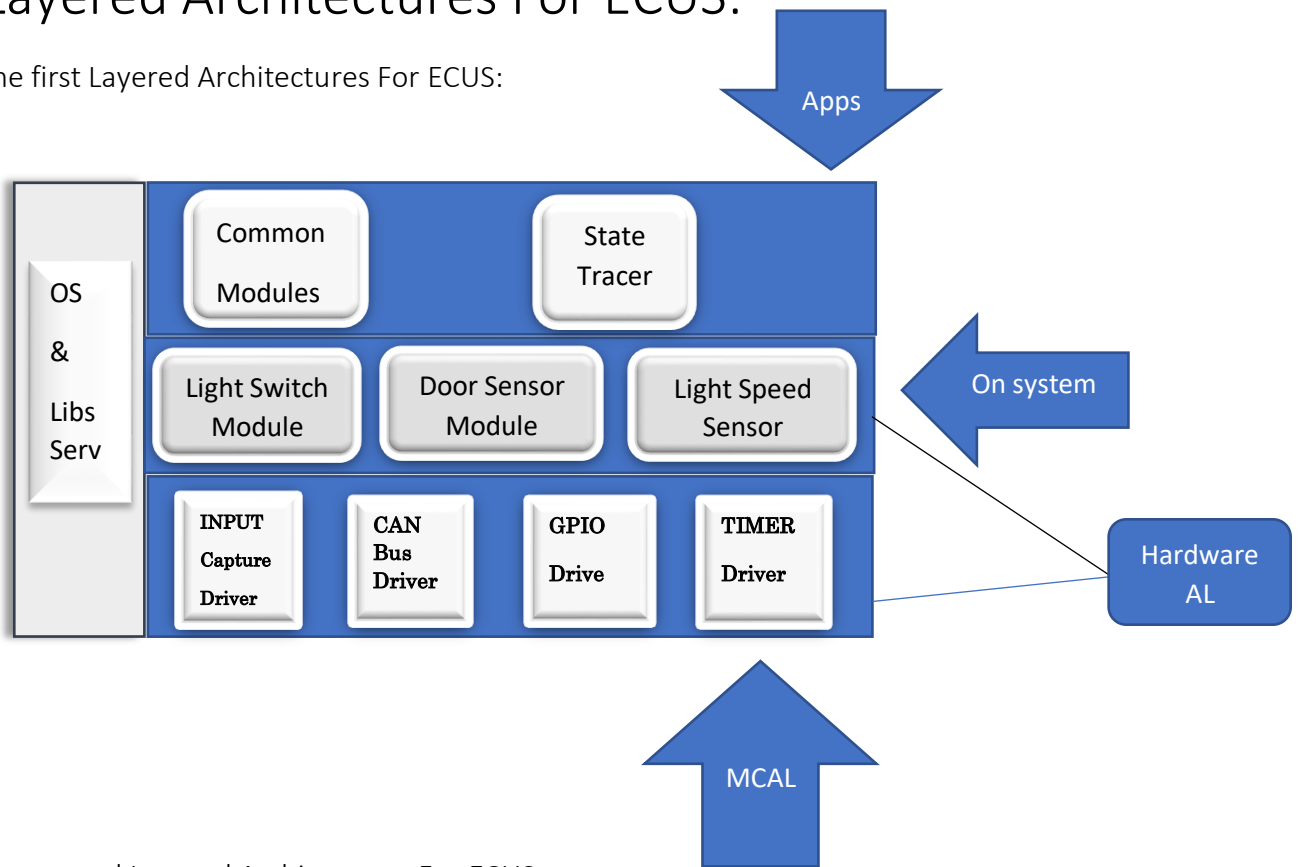 Layered Architectures For ECUS:
he first Layered Architectures For ECUS:
Apps
Common
Modules
State
Tracer
OS
&
Libs
Serv
Light Switch
Module
Door Sensor
Module
Light Speed
Sensor
On system
INPUT
Capture
Driver
CAN
Bus
Driver
GPIO
Drive
TIMER
Driver
Hardware
AL
MCAL